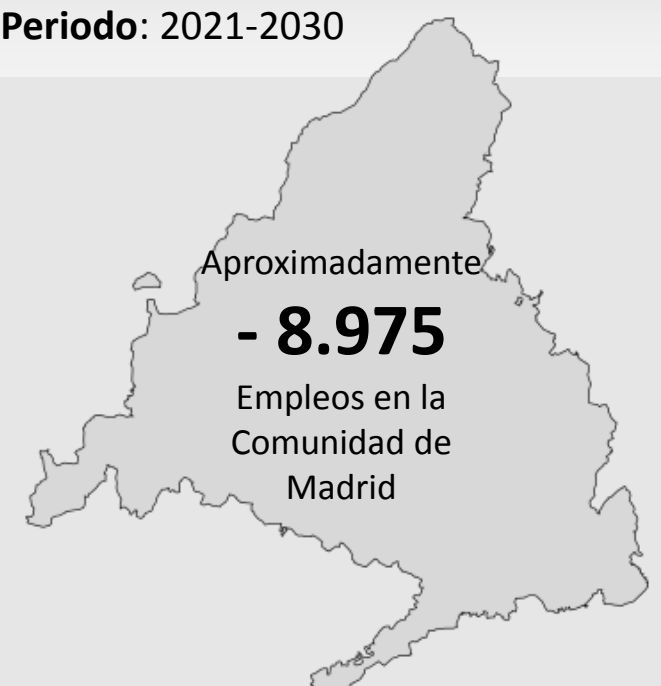 Periodo: 2021-2030
Aproximadamente
- 8.975
Empleos en la
Comunidad de
Madrid